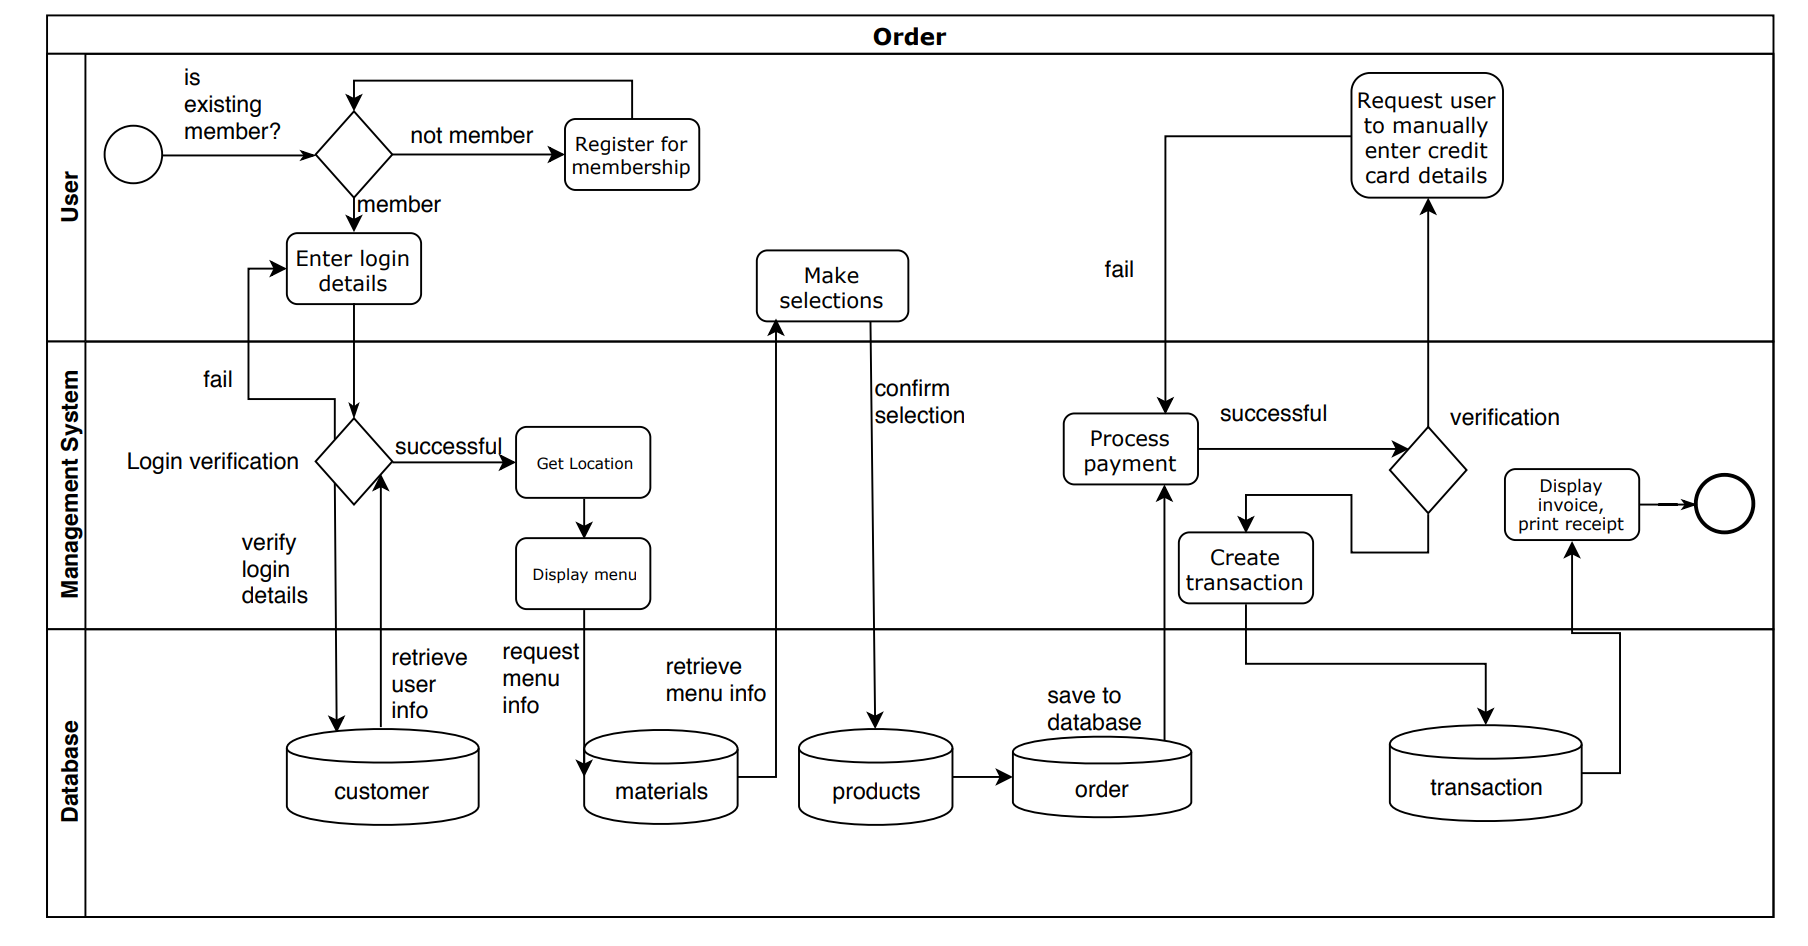 Order
User
is
existing
member?
not member
Register for
membership
member
Enter login
details
Make
selections
fail
Request user
to manually
enter credit
card details
Management System
fail
Login verification
successful
Get Location
Display menu
verify
login
details
confirm
selection
Process
payment
successful
verification
Create
transaction
Display
invoice,
print receipt
Database
retrieve
user
info
request
menu
info
retrieve
menu info
save to
database
customer
materials
products
order
transaction